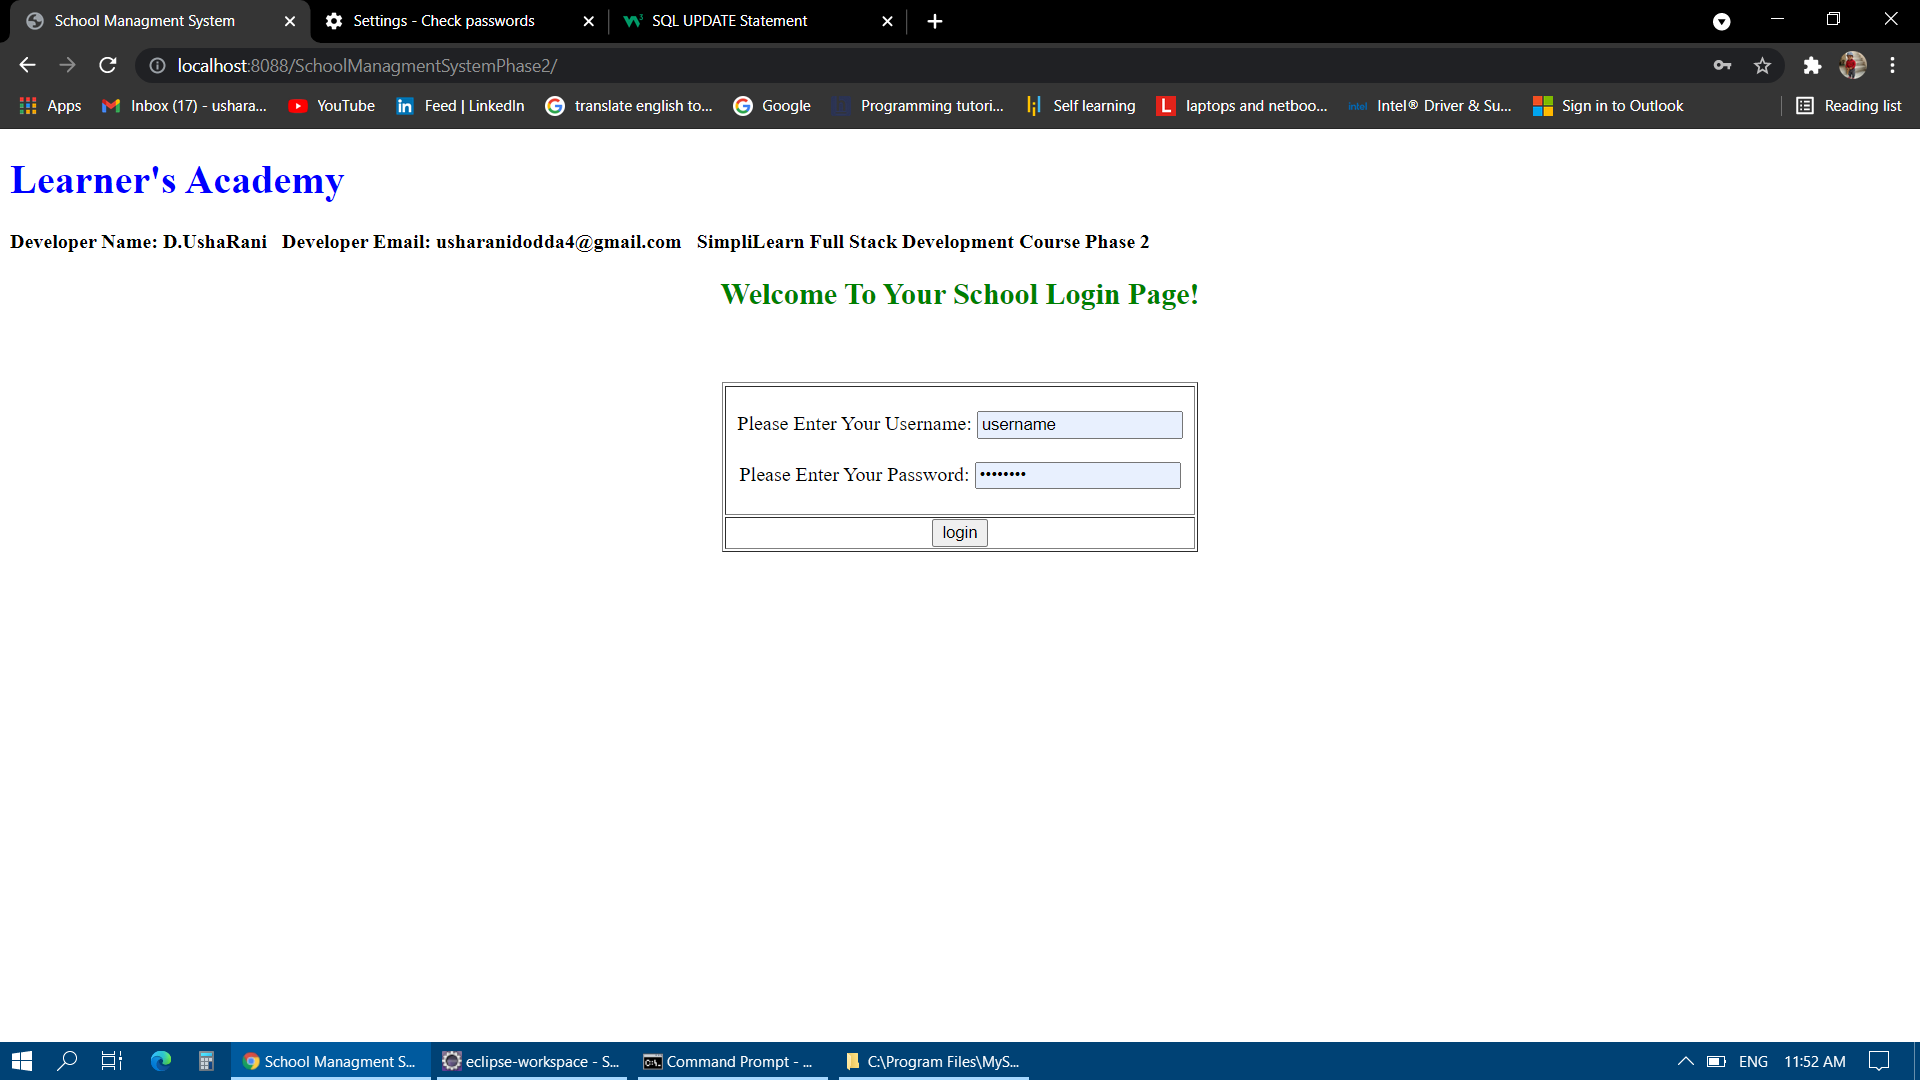 School Managment System
Settings - Check passwords
SQL UPDATE Statement
localhost:8088/SchoolManagmentSystemPhase2/
Apps
Inbox (17) - ushara...
YouTube
Feed | LinkedIn
translate english to...
Google
Programming tutori...
Self learning
L
laptops and netboo...
intel
Intel® Driver & Su...
Sign in to Outlook
Reading list
Learner's Academy
Developer Name: D.UshaRani Developer Email: usharanidodda4@gmail.com SimpliLearn Full Stack Development Course Phase 2
Welcome To Your School Login Page!
Please Enter Your Username: username
Please Enter Your Password: ••••••••
login
School Managment S...
eclipse-workspace - S...
Command Prompt - ...
C:\Program Files\MyS...
ENG
11:52 AM